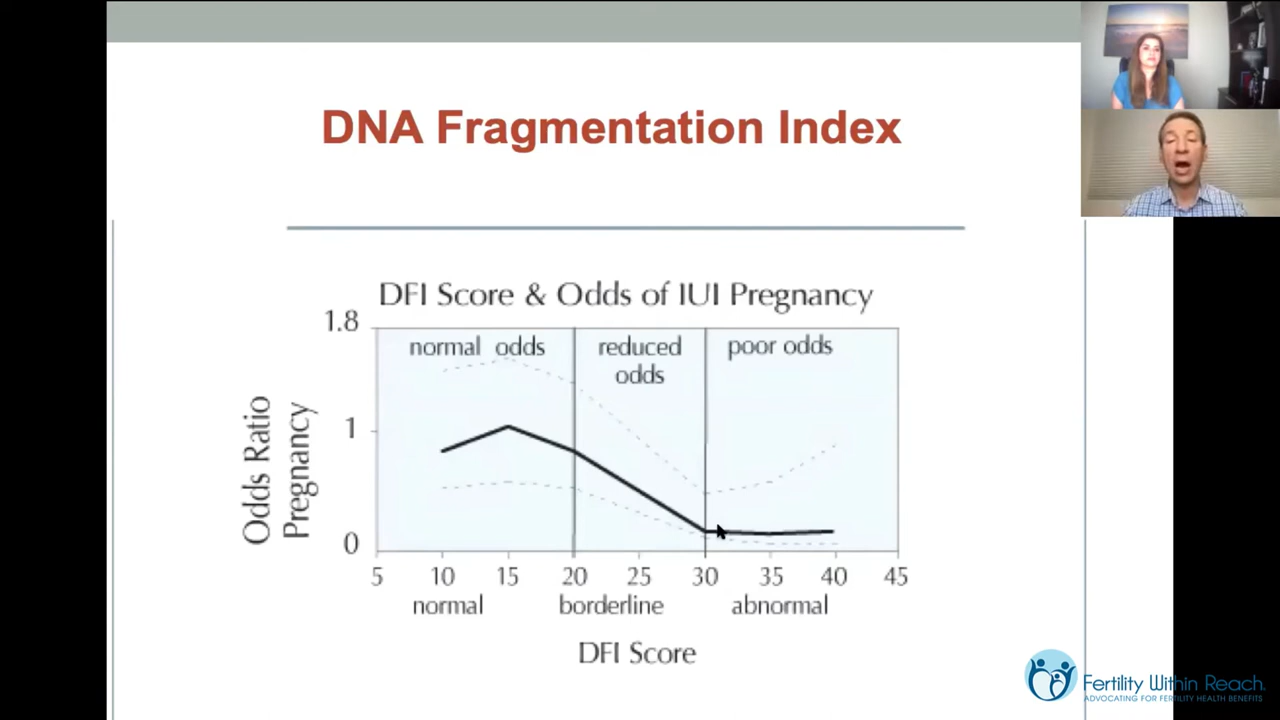 DNA Fragmentation Index
DFI Score & Odds of IUI Pregnancy
1.8
normal odds
reduced
odds
poor odds
Odds Ratio
Pregnancy
1
0
5 10 15 20 25 30 35 40 45
normal borderline abnormal
DFI Score
Fertility Within Reach.
ADVOCATING FOR FERTILITY HEALTH BENEFITS